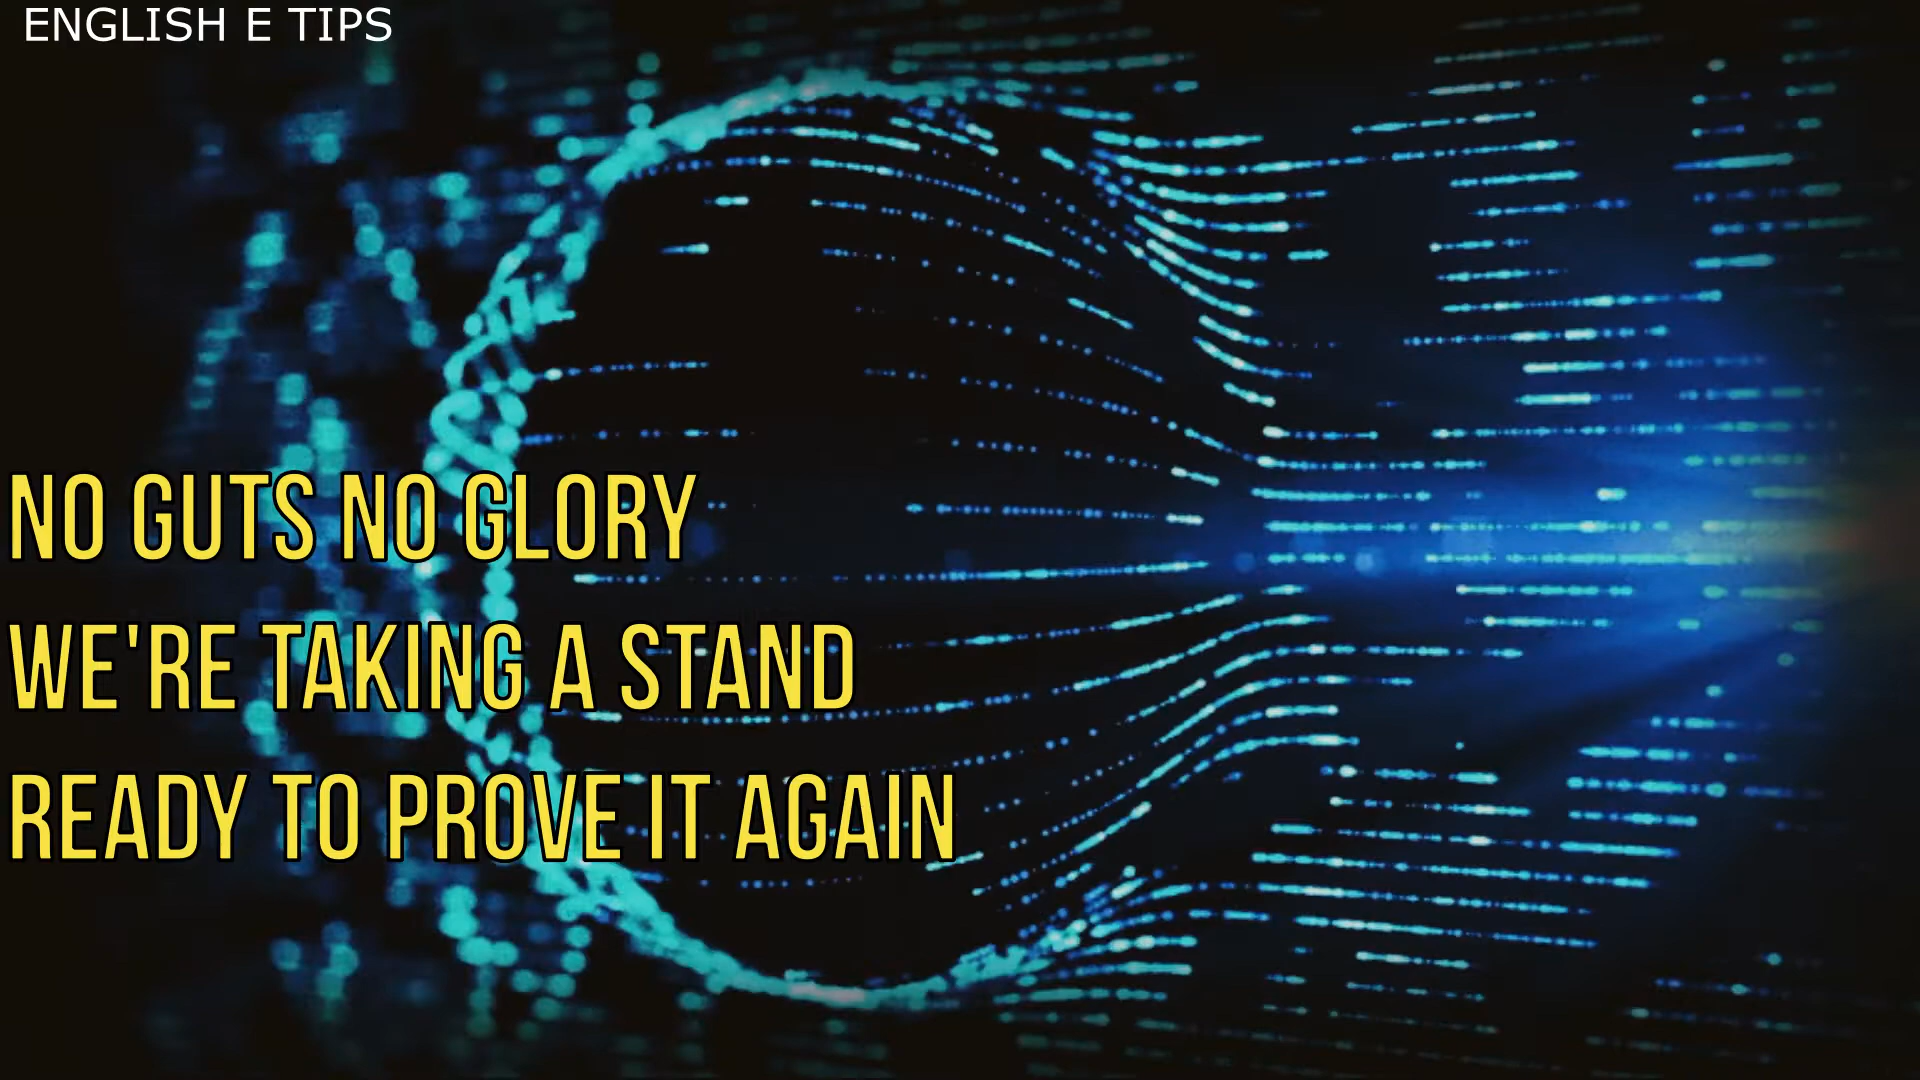 ENGLISH E TIPS
NO GUTS NO GLORY
WE'RE TAKING A STAND
READY TO PROVE IT AGAIN